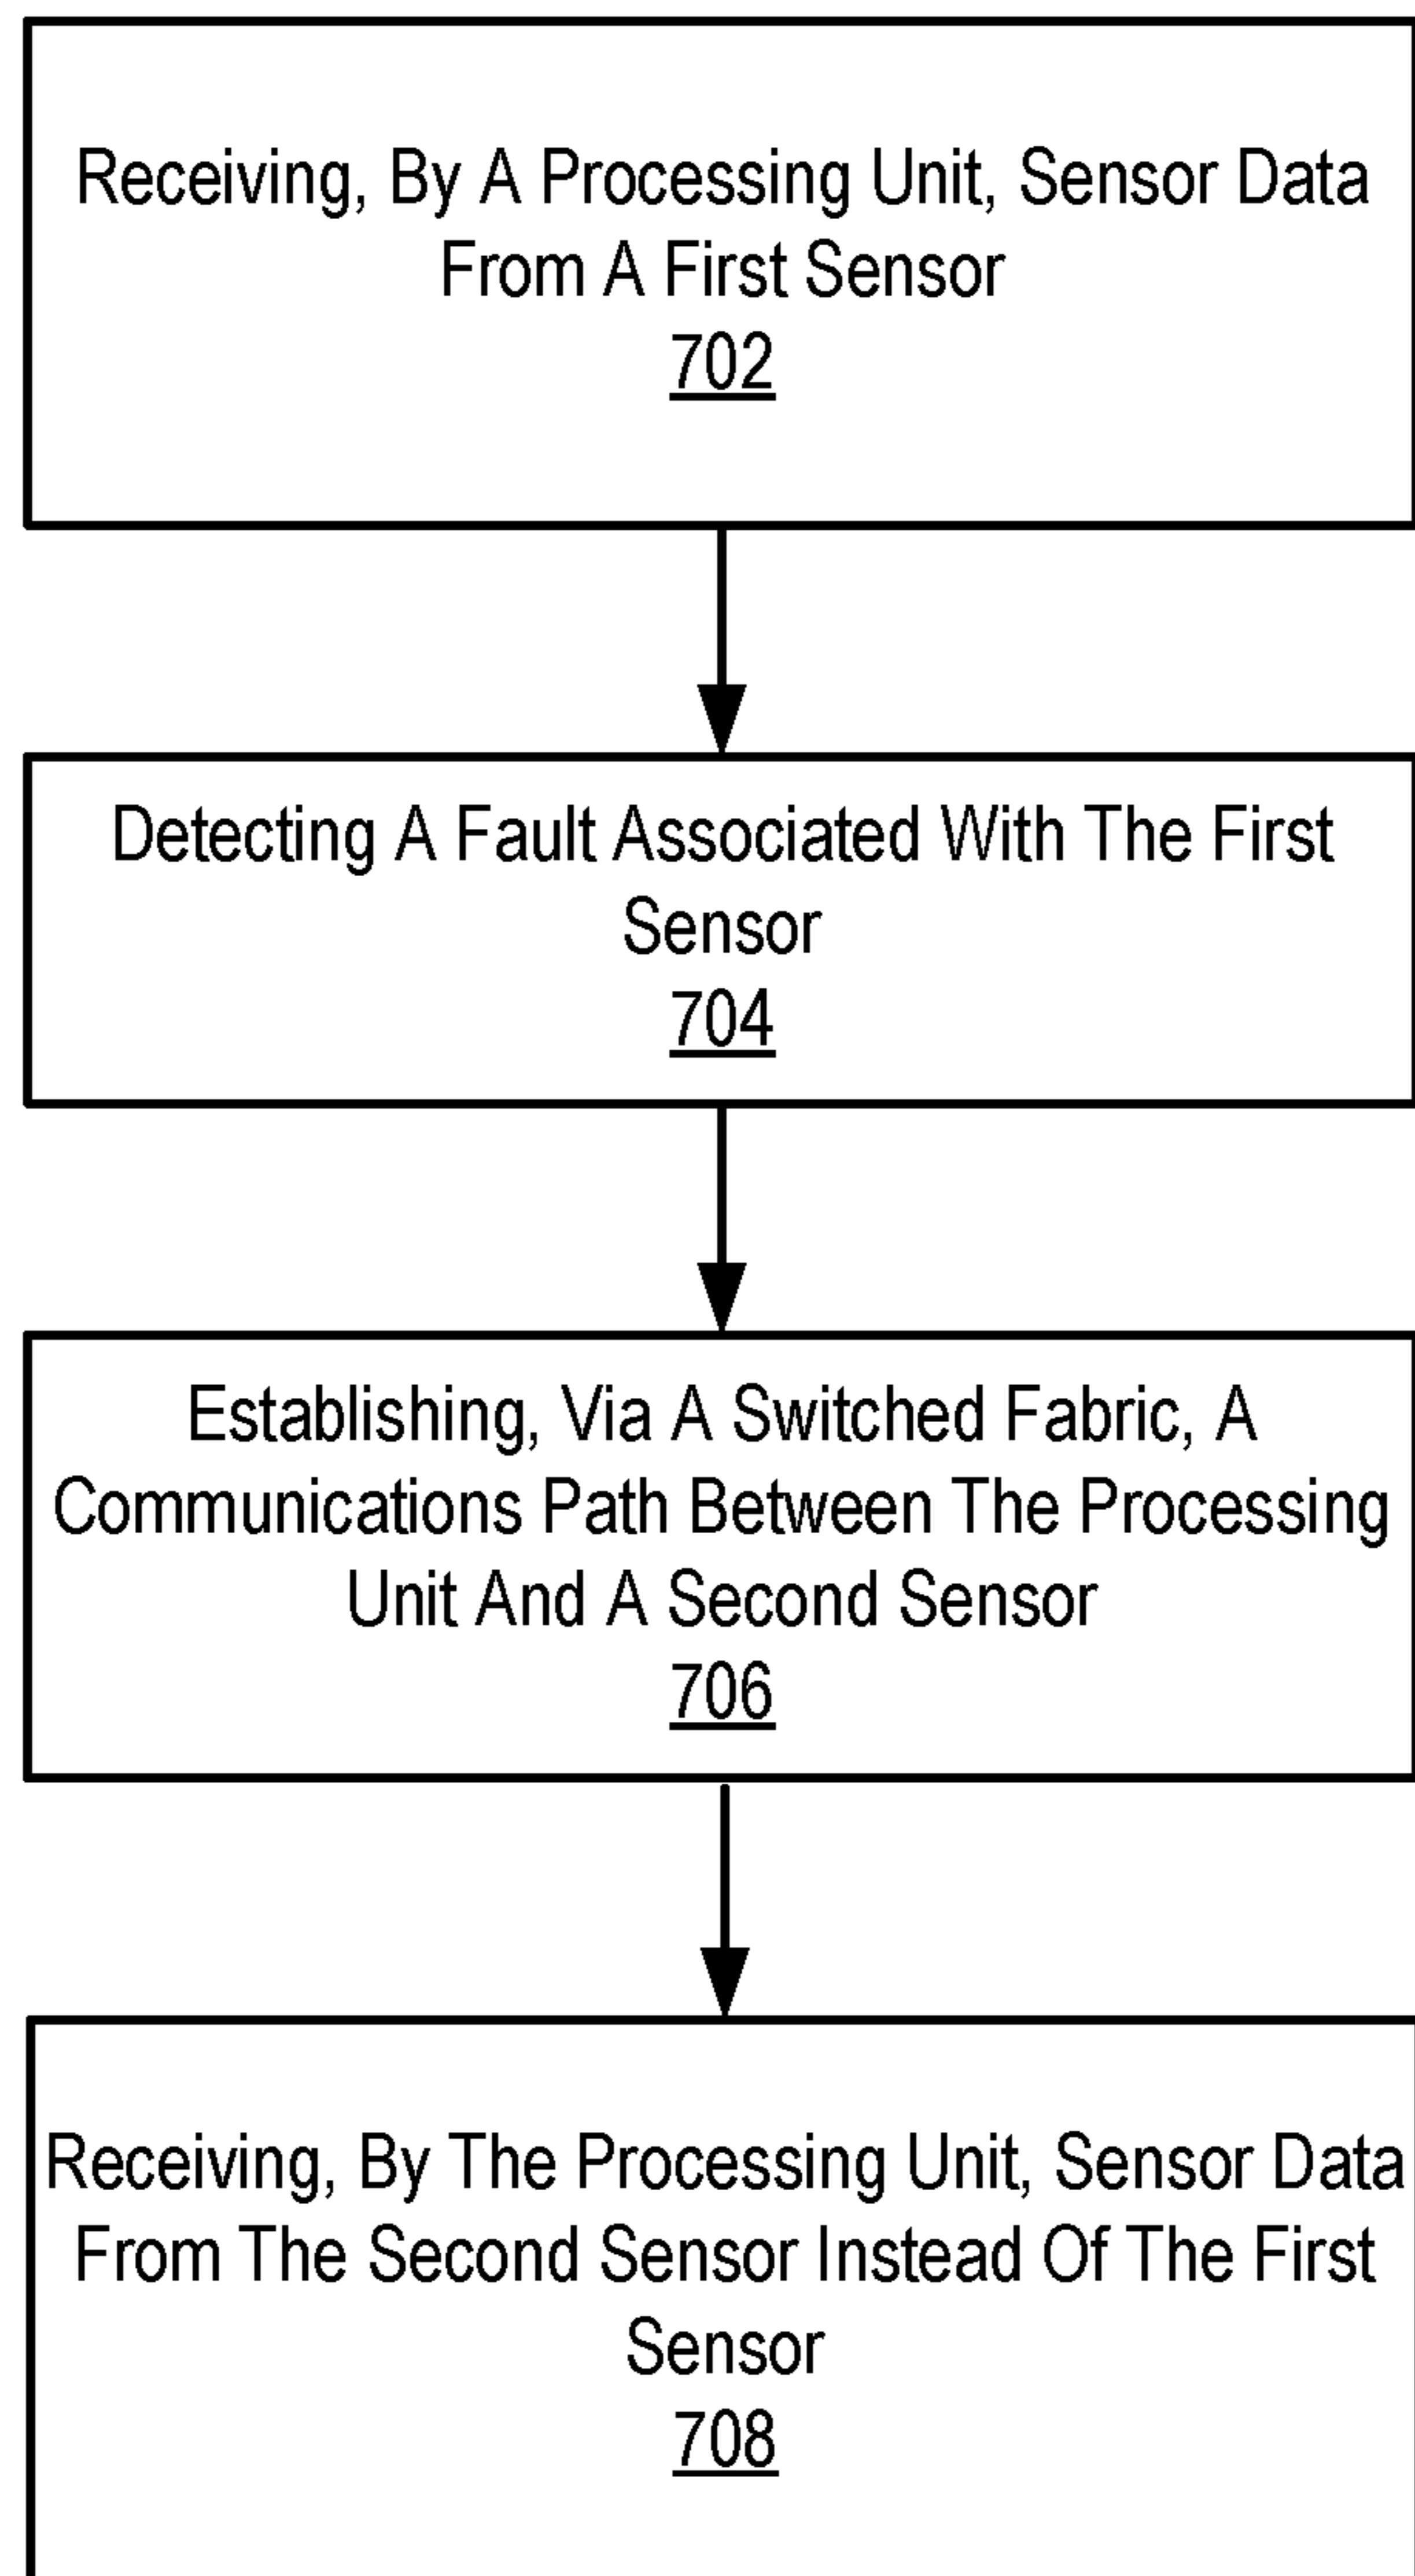 Receiving, By A Processing Unit, Sensor Data
From A First Sensor
702
Detecting A Fault Associated With The First
Sensor
704
Establishing, Via A Switched Fabric, A
Communications Path Between The Processing
Unit And A Second Sensor
706
Receiving, By The Processing Unit, Sensor Data
From The Second Sensor Instead Of The First
Sensor
708